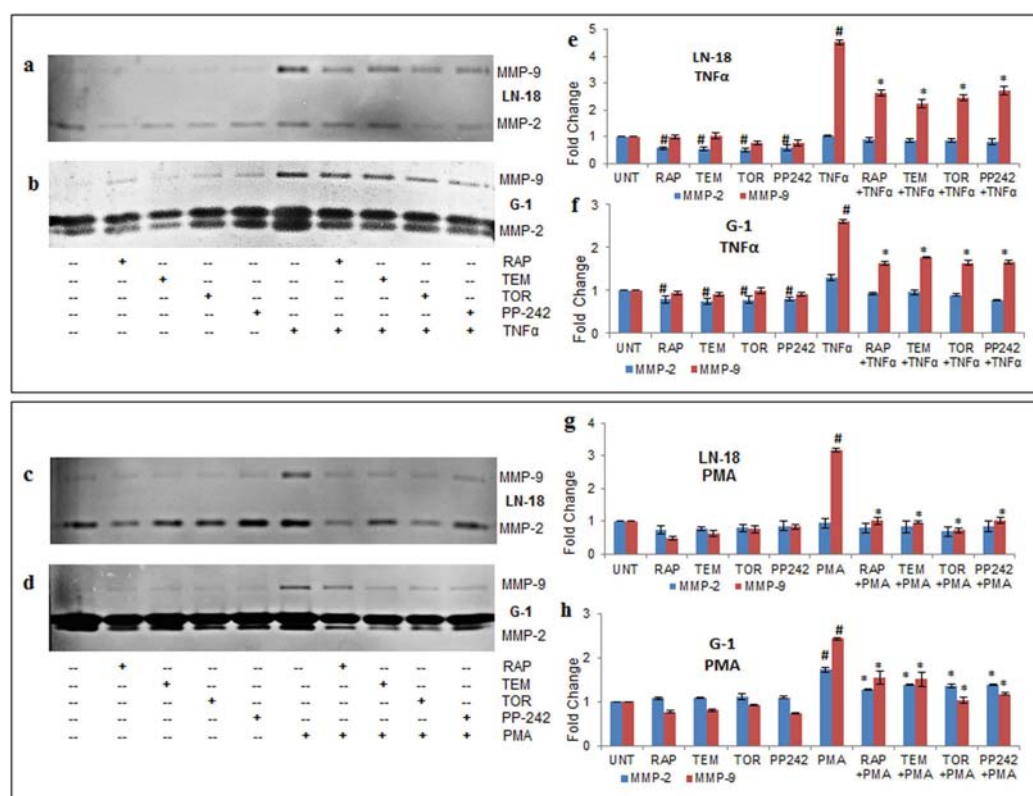 a
MMP-9
LN-18
MMP-2
b
MMP-9
G-1
MMP-2
-- + -- -- -- -- + -- -- -- RAP
-- -- + -- -- -- -- + -- -- TEM
-- -- -- + -- -- -- -- + -- TOR
-- -- -- -- + -- -- -- -- + PP-242
-- -- -- -- -- + + + + + TNFα
e
LN-18
TNFα
Fold Change
5
4
3
2
1
0
# # # # # * * * *
UNT RAP TEM TOR PP242 TNFα RAP TEM TOR PP242
+TNFα +TNFα +TNFα +TNFα
MMP-2 MMP-9
f
G-1
TNFα
Fold Change
3
2
1
0
# # # # # * * * *
UNT RAP TEM TOR PP242 TNFα RAP TEM TOR PP242
+TNFα +TNFα +TNFα +TNFα
MMP-2 MMP-9
c
MMP-9
LN-18
MMP-2
d
MMP-9
G-1
MMP-2
-- + -- -- -- -- + -- -- -- RAP
-- -- + -- -- -- -- + -- -- TEM
-- -- -- + -- -- -- -- + -- TOR
-- -- -- -- + -- -- -- -- + PP-242
-- -- -- -- -- + + + + + PMA
g
LN-18
PMA
Fold Change
4
3
2
1
0
# * * * *
UNT RAP TEM TOR PP242 PMA RAP TEM TOR PP242
+PMA +PMA +PMA +PMA
MMP-2 MMP-9
h
G-1
PMA
Fold Change
3
2
1
0
# # * * * * * * * *
UNT RAP TEM TOR PP242 PMA RAP TEM TOR PP242
+PMA +PMA +PMA +PMA
MMP-2 MMP-9